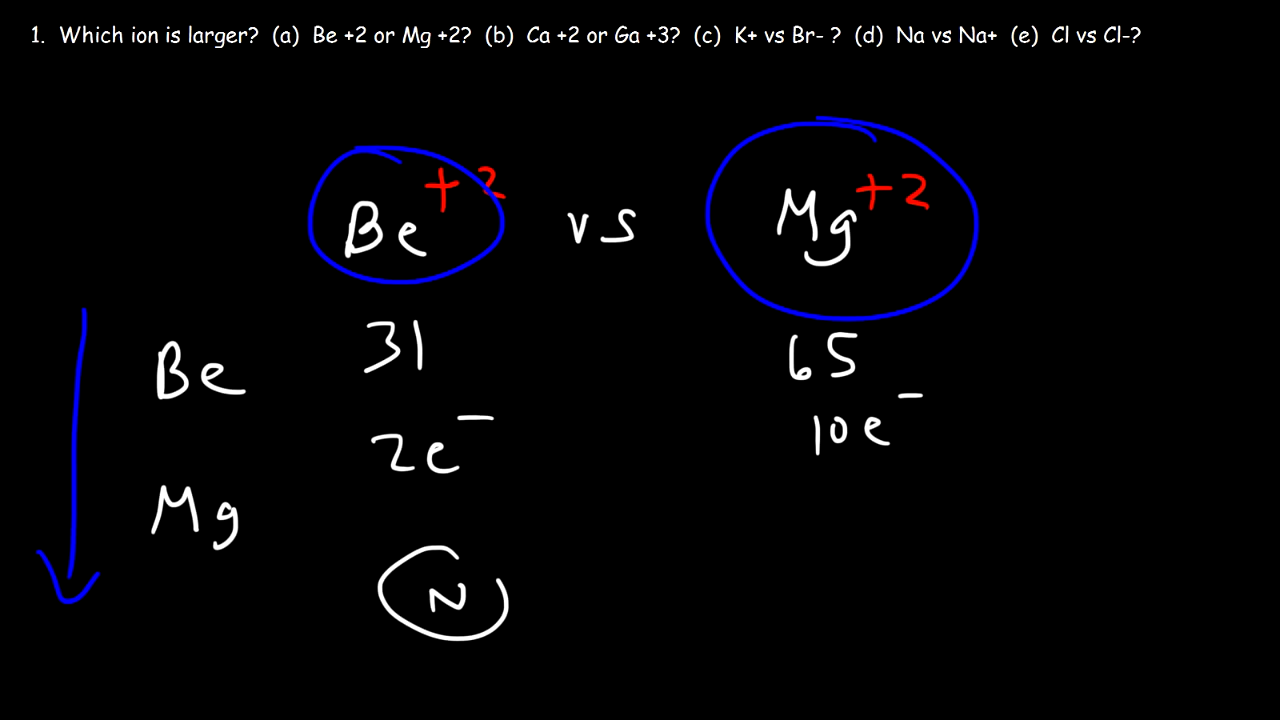 1. Which ion is larger? (a) Be +2 or Mg +2? (b) Ca +2 or Ga +3? (c) K+ vs Br- ? (d) Na vs Na+ (e) Cl vs Cl-?
Be+2 vs Mg+2
31 65
Be
2e- 10e-
Mg
N